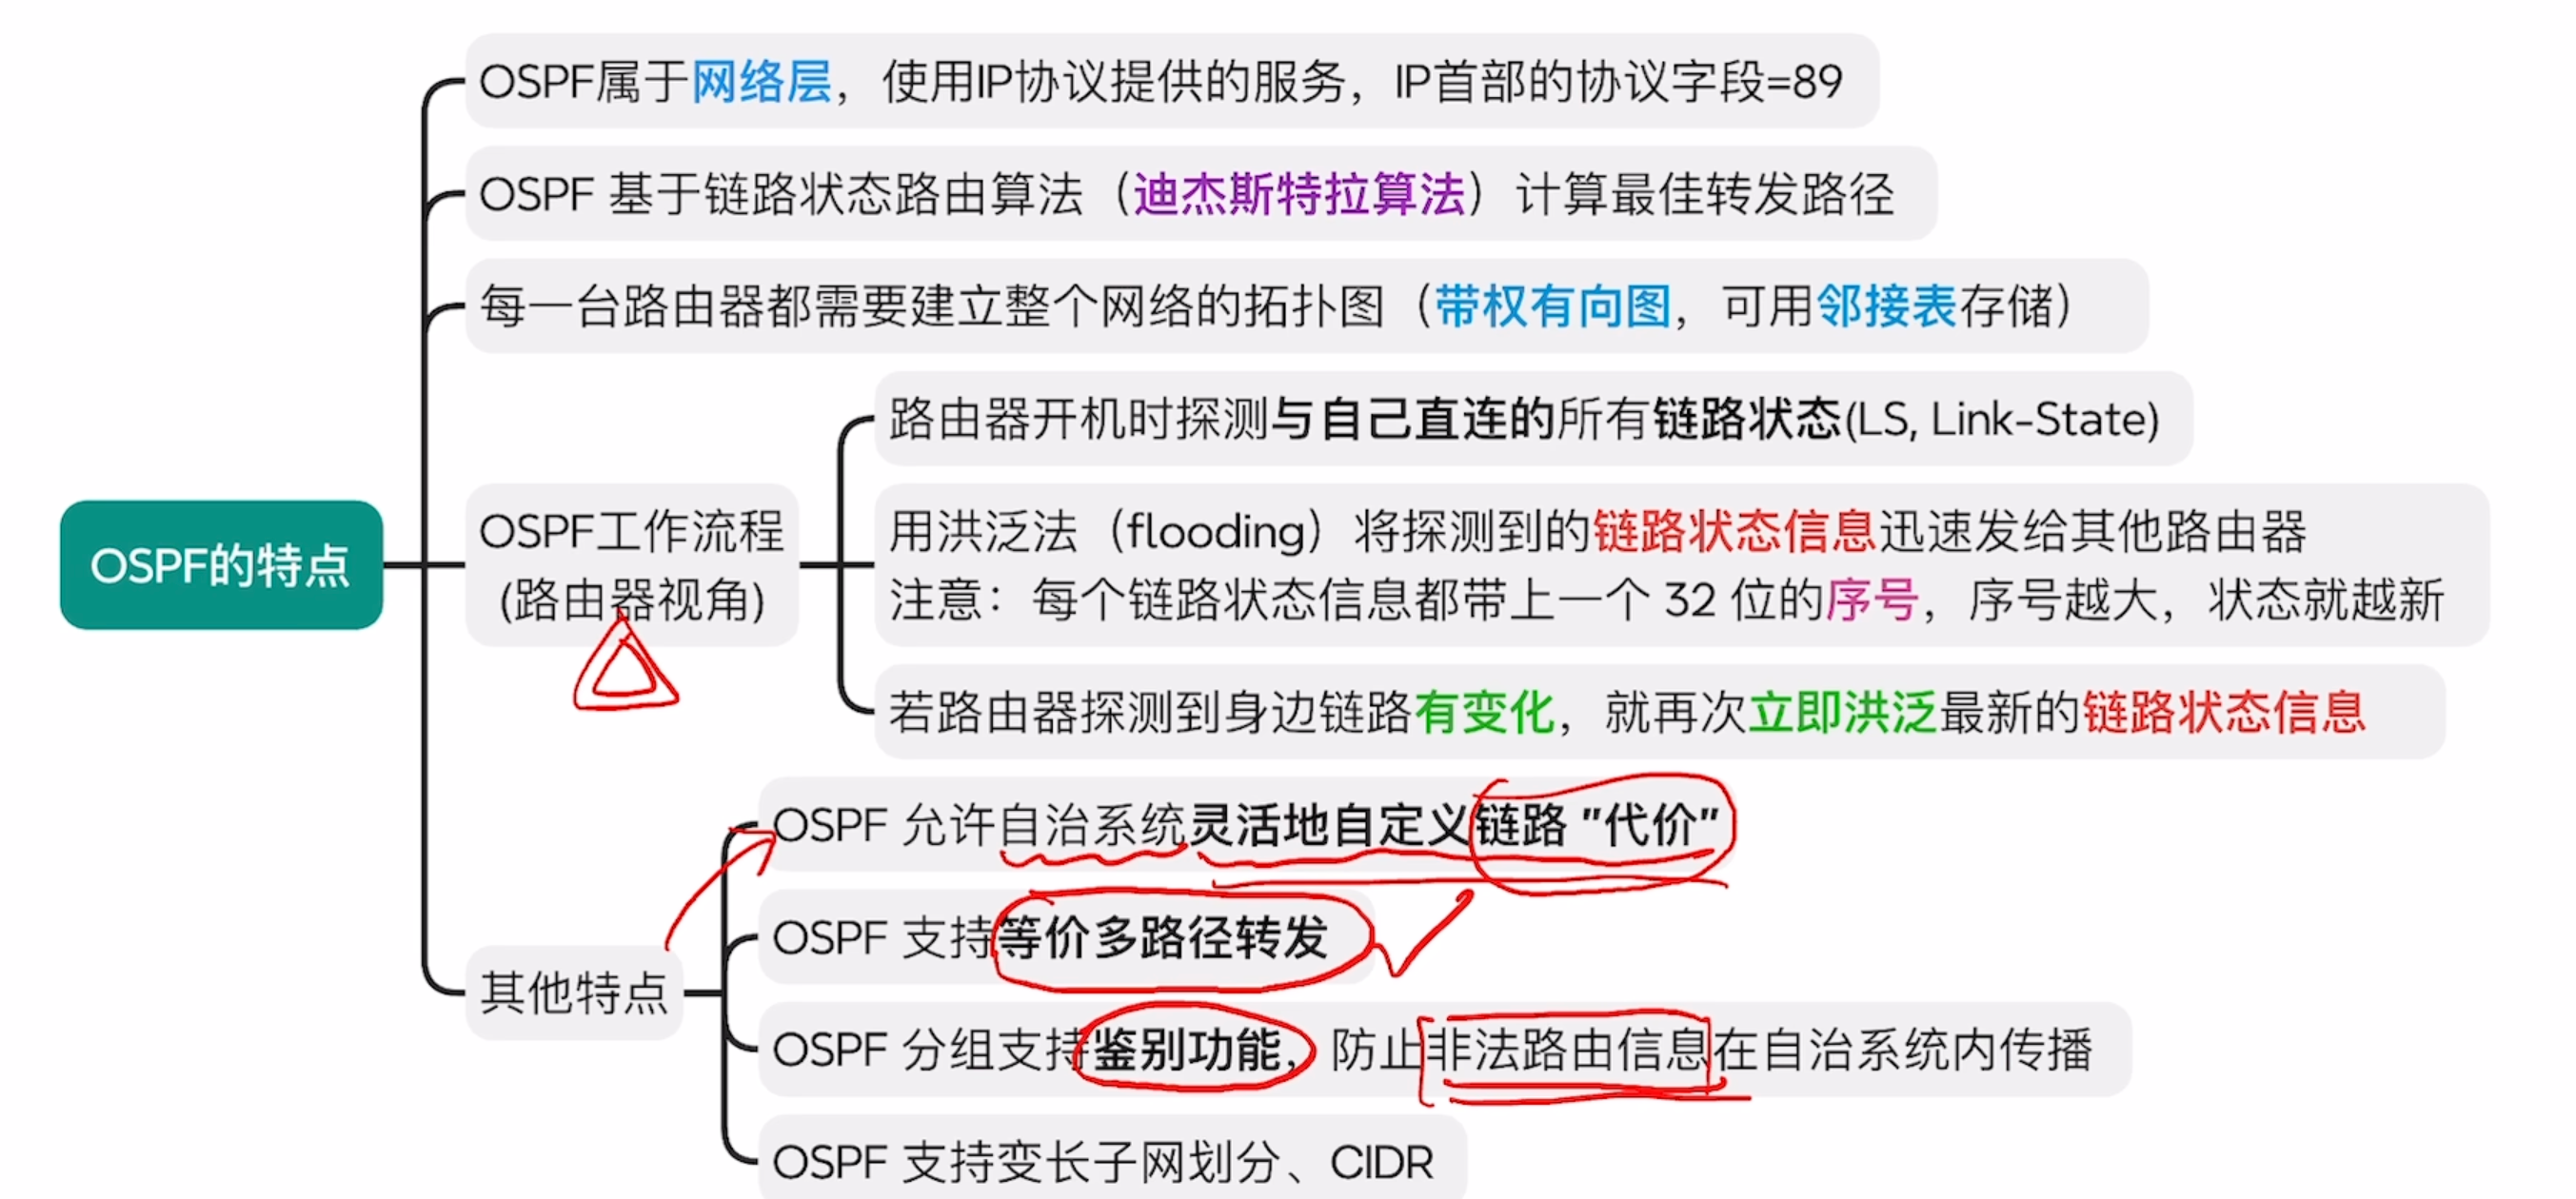 OSPF属于网络层，使用IP协议提供的服务，IP首部的协议字段=89
OSPF 基于链路状态路由算法（迪杰斯特拉算法）计算最佳转发路径
每一台路由器都需要建立整个网络的拓扑图（带权有向图，可用邻接表存储）
OSPF的特点
OSPF工作流程
(路由器视角)
路由器开机时探测与自己直连的所有链路状态(LS, Link-State)
用洪泛法（flooding）将探测到的链路状态信息迅速发给其他路由器
注意：每个链路状态信息都带上一个 32 位的序号，序号越大，状态就越新
若路由器探测到身边链路有变化，就再次立即洪泛最新的链路状态信息
其他特点
OSPF 允许自治系统灵活地自定义链路 "代价"
OSPF 支持等价多路径转发
OSPF 分组支持鉴别功能，防止非法路由信息在自治系统内传播
OSPF 支持变长子网划分、CIDR